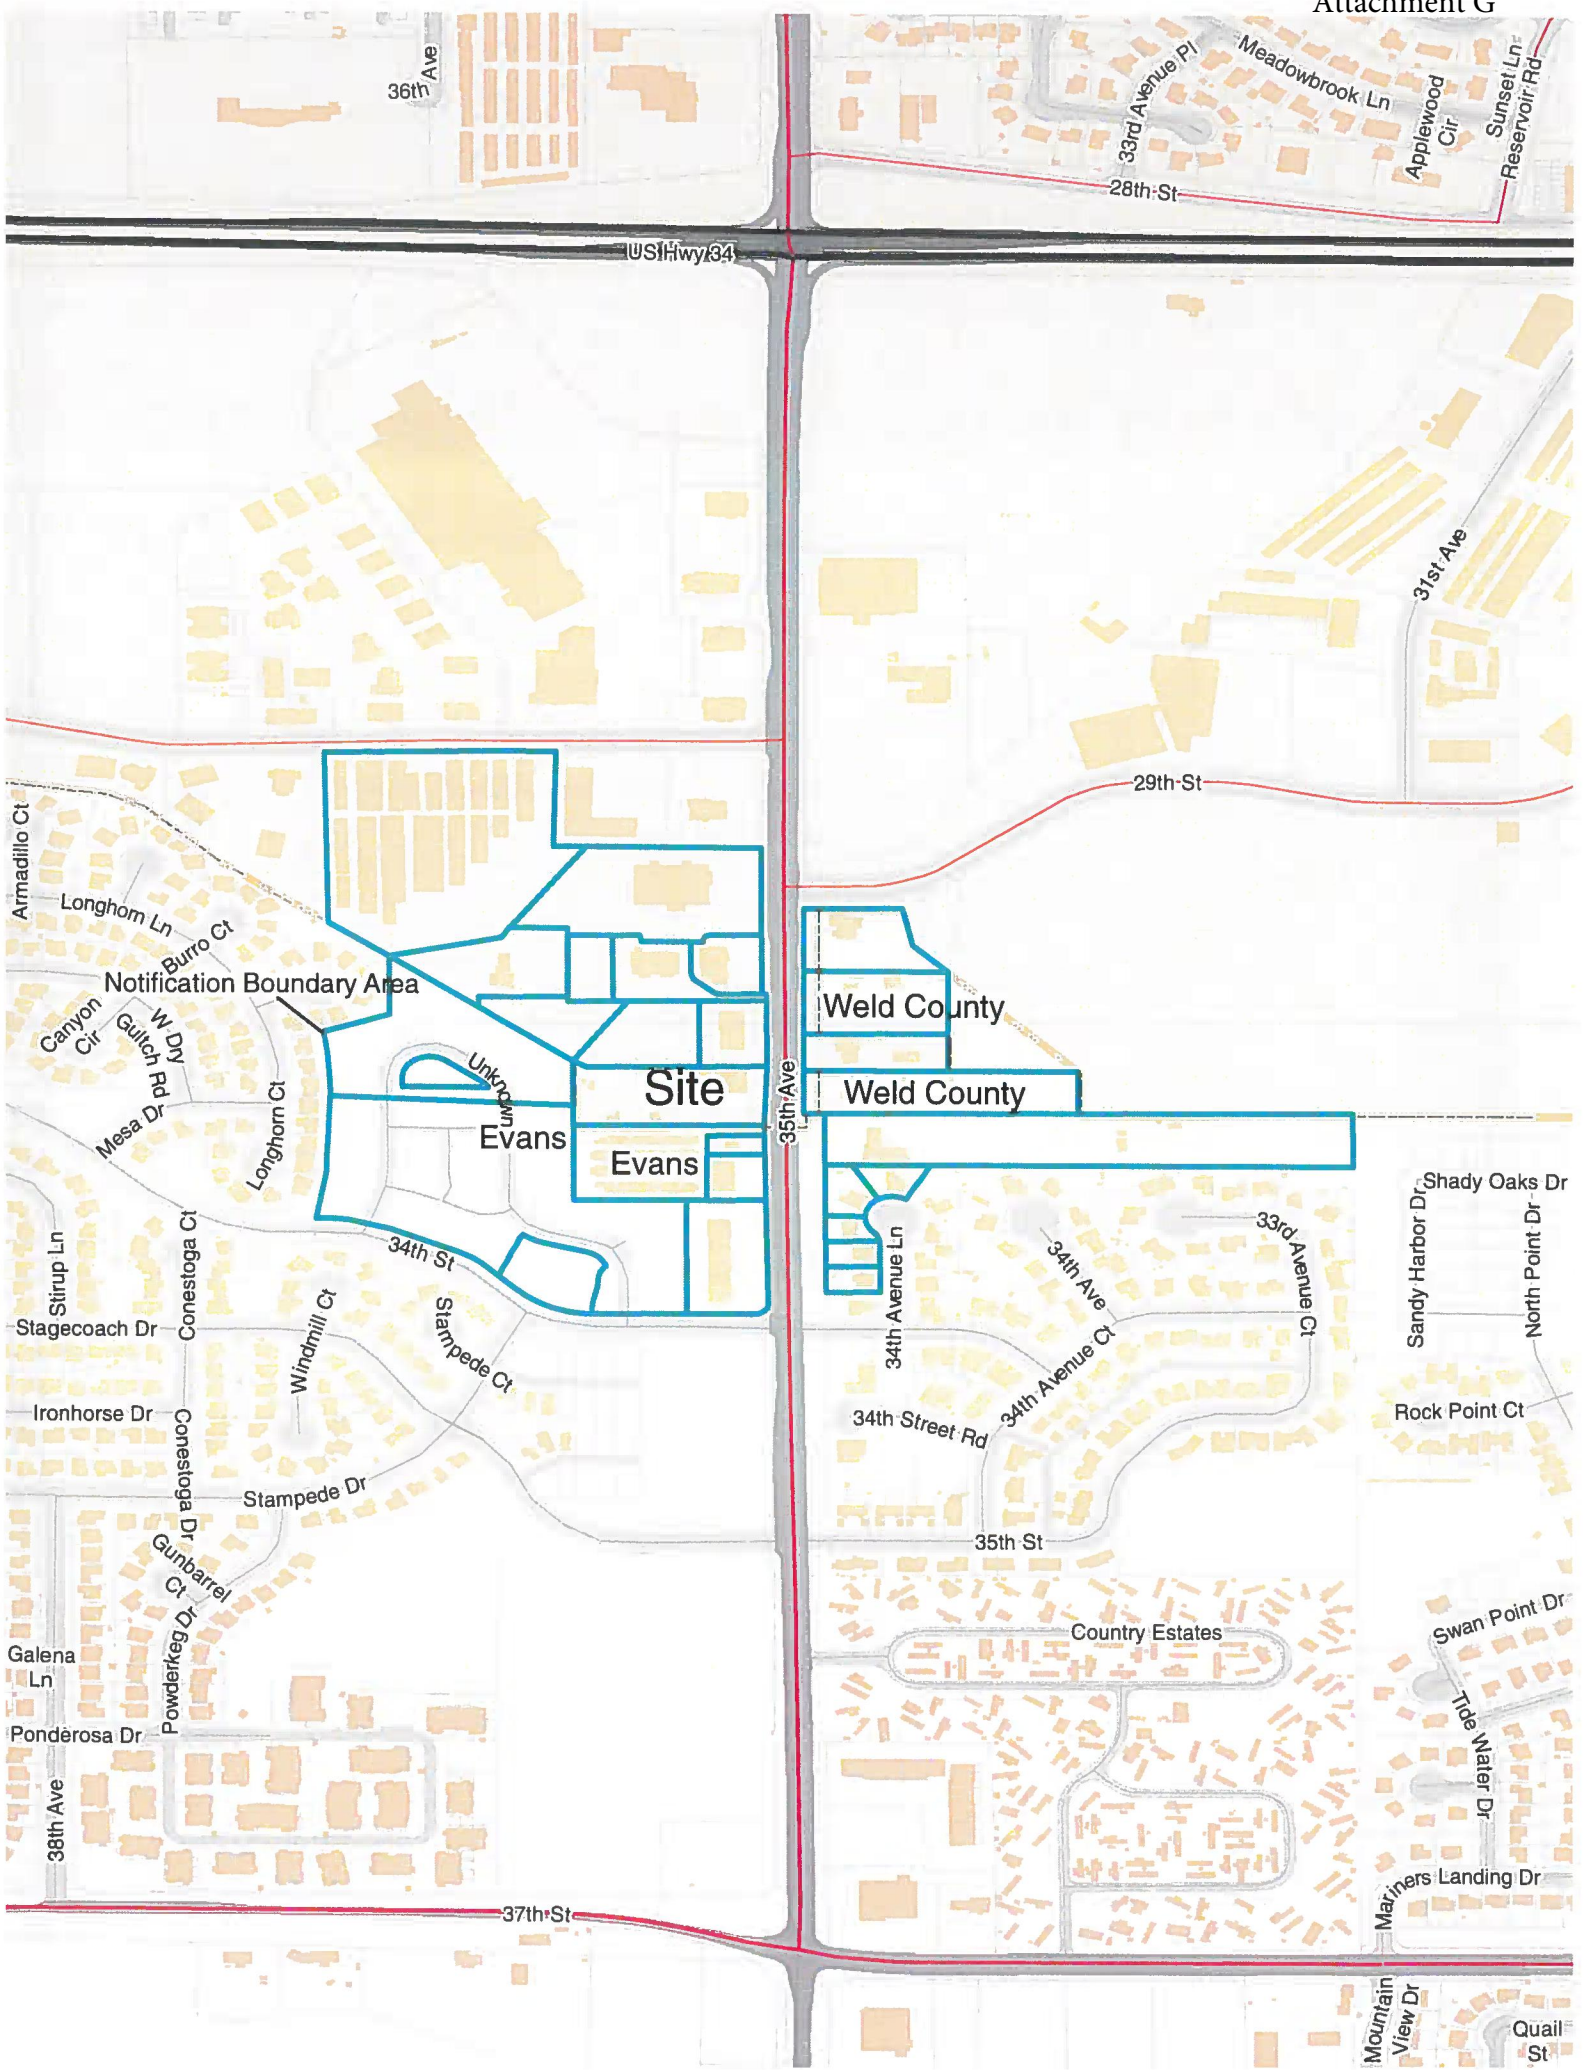 Attachment G
36th Ave
33rd Avenue Pl
Meadowbrook Ln
Applewood
Cir
Sunset Ln
Reservoir Rd
28th St
US Hwy 34
31st Ave
29th St
Armadillo Ct
Longhorn Ln
Burro Ct
Notification Boundary Area
Canyon
Cir
W Dry
Gultch Rd
Mesa Dr
Longhorn Ct
Unknown
Site
35th Ave
Weld County
Weld County
Evans
Evans
Shady Oaks Dr
Sandy Harbor Dr
North Point Dr
33rd Avenue Ct
34th Ave
34th Avenue Ln
34th Avenue Ct
34th St
Stirup Ln
Conestoga Ct
Stagecoach Dr
Windmill Ct
Stampede Ct
Ironhorse Dr
Conestoga Dr
34th Street Rd
Rock Point Ct
Stampede Dr
35th St
Gunbarrel
Ct
Powderkeg Dr
Country Estates
Swan Point Dr
Galena
Ln
Ponderosa Dr
Tide Water Dr
38th Ave
Mariners Landing Dr
37th St
Mountain
View Dr
Quail
St